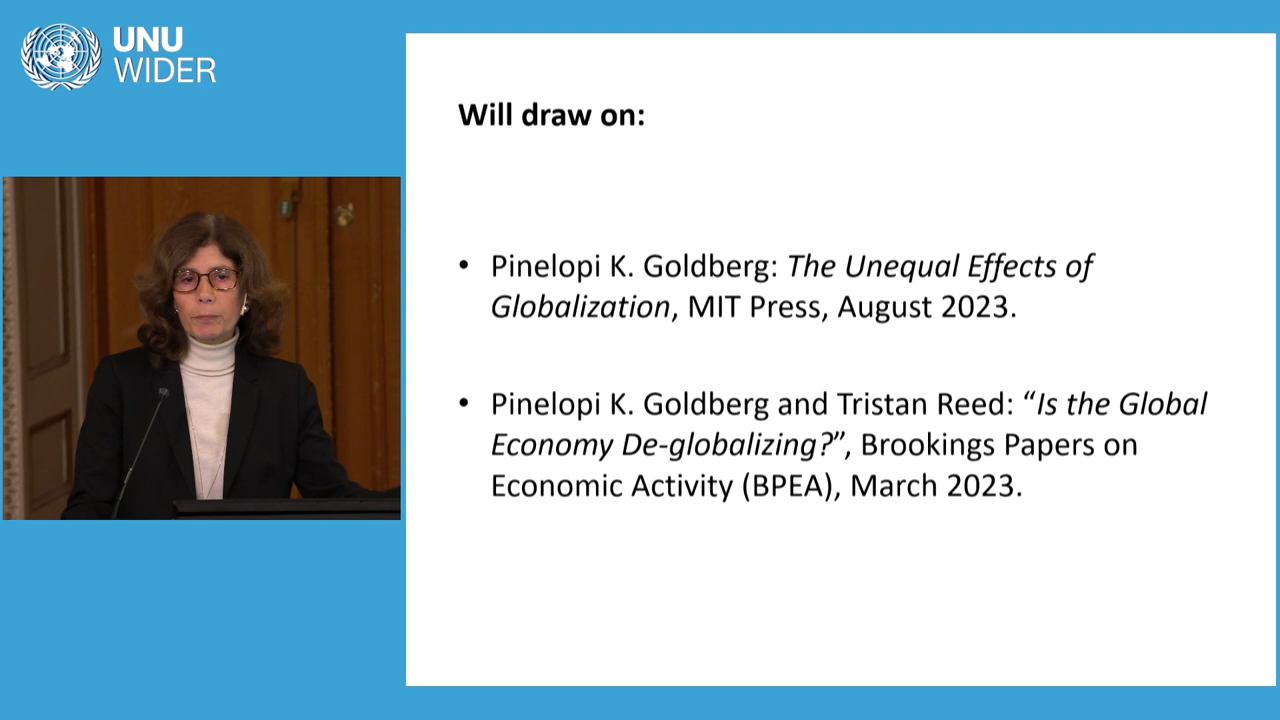 UNU
WIDER
Will draw on:
• Pinelopi K. Goldberg: The Unequal Effects of
Globalization, MIT Press, August 2023.
• Pinelopi K. Goldberg and Tristan Reed: “Is the Global
Economy De-globalizing?”, Brookings Papers on
Economic Activity (BPEA), March 2023.